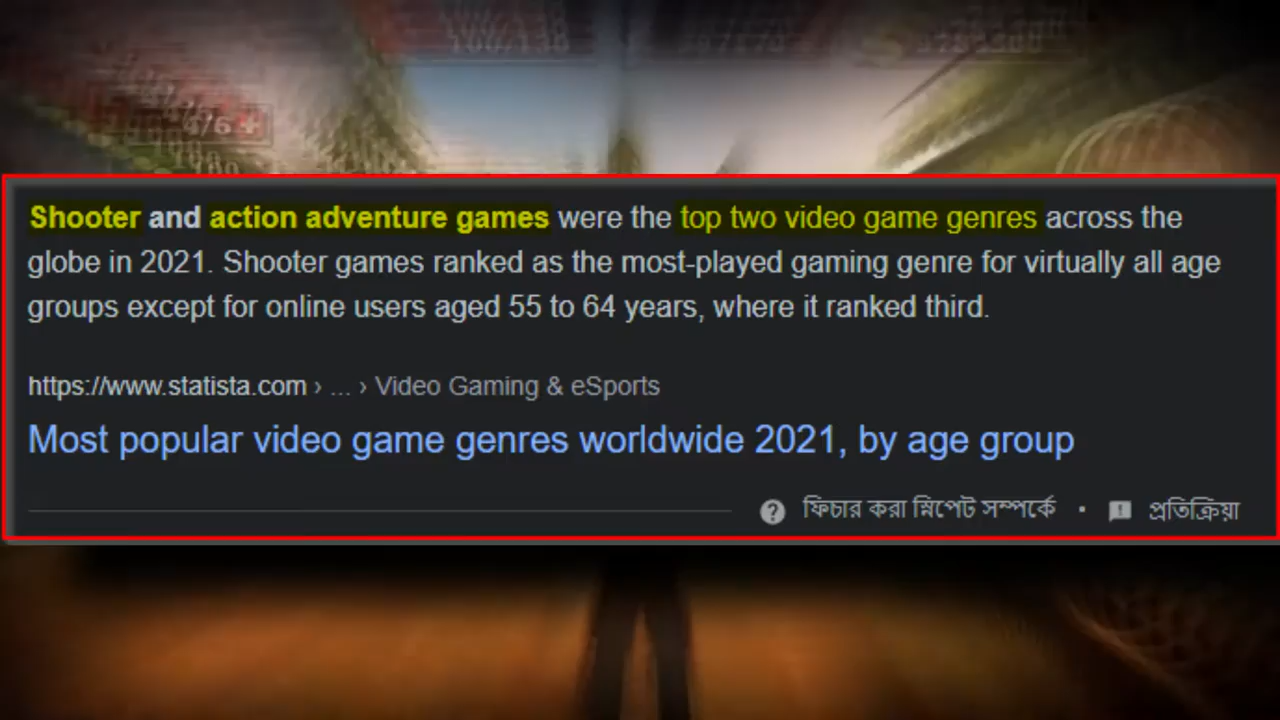 4/6 +
Shooter and action adventure games were the top two video game genres across the
globe in 2021. Shooter games ranked as the most-played gaming genre for virtually all age
groups except for online users aged 55 to 64 years, where it ranked third.
https://www.statista.com › ... › Video Gaming & eSports
Most popular video game genres worldwide 2021, by age group
ফিচার করা স্নিপেট সম্পর্কে • প্রতিক্রিয়া